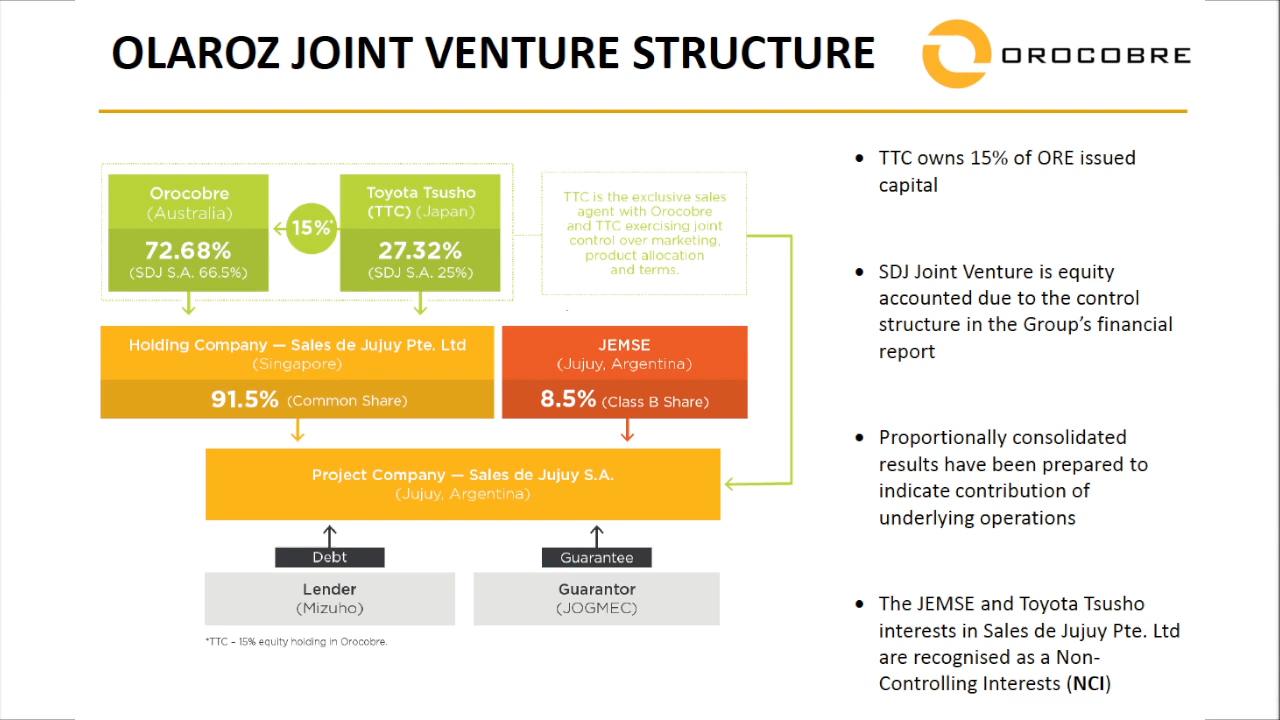 OLAROZ JOINT VENTURE STRUCTURE
OROCOBRE
Orocobre
(Australia)
72.68%
(SDJ S.A. 66.5%)
15%*
Toyota Tsusho
(TTC) (Japan)
27.32%
(SDJ S.A. 25%)
TTC is the exclusive sales
agent with Orocobre
and TTC exercising joint
control over marketing,
product allocation
and terms.
Holding Company — Sales de Jujuy Pte. Ltd
(Singapore)
91.5% (Common Share)
JEMSE
(Jujuy, Argentina)
8.5% (Class B Share)
Project Company — Sales de Jujuy S.A.
(Jujuy, Argentina)
Debt
Guarantee
Lender
(Mizuho)
Guarantor
(JOGMEC)
*TTC – 15% equity holding in Orocobre.
• TTC owns 15% of ORE issued
capital
• SDJ Joint Venture is equity
accounted due to the control
structure in the Group’s financial
report
• Proportionally consolidated
results have been prepared to
indicate contribution of
underlying operations
• The JEMSE and Toyota Tsusho
interests in Sales de Jujuy Pte. Ltd
are recognised as a Non-
Controlling Interests (NCI)